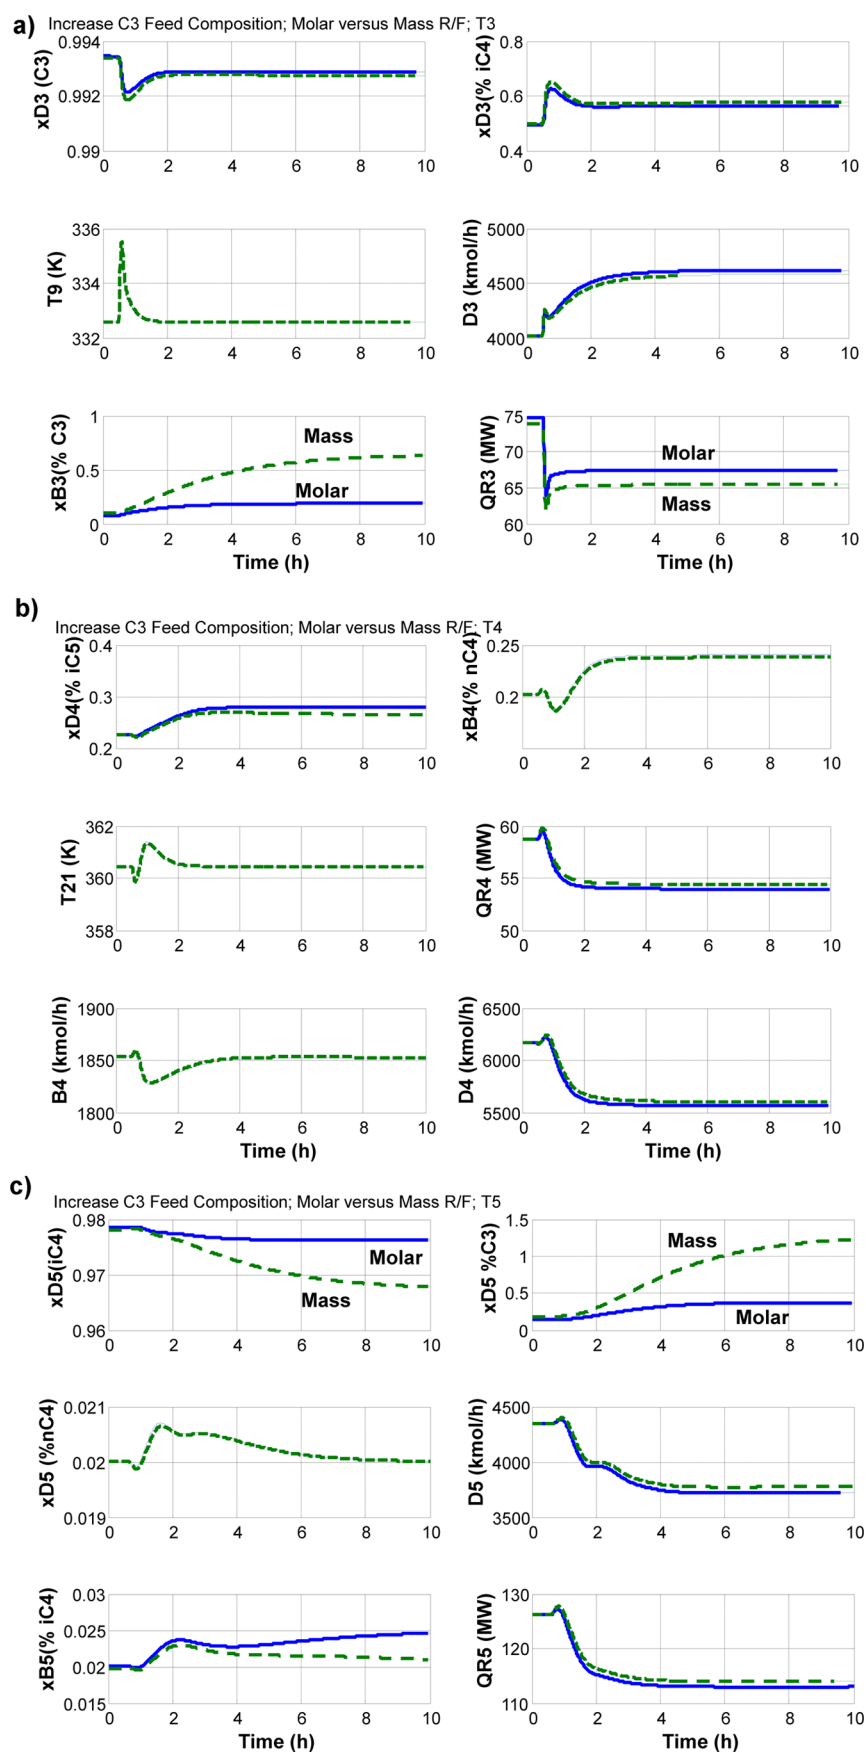 a)
Increase C3 Feed Composition; Molar versus Mass R/F; T3
xD3 (C3)
0.994
0.992
0.99
0 2 4 6 8 10
xD3(% iC4)
0.8
0.6
0.4
0 2 4 6 8 10
T9 (K)
336
334
332
0 2 4 6 8 10
D3 (kmol/h)
5000
4500
4000
0 2 4 6 8 10
xB3(% C3)
1
0.5
0
Mass
Molar
0 2 4 6 8 10
Time (h)
QR3 (MW)
75
70
65
60
Molar
Mass
0 2 4 6 8 10
Time (h)
b)
Increase C3 Feed Composition; Molar versus Mass R/F; T4
xD4(% iC5)
0.4
0.3
0.2
0 2 4 6 8 10
xB4(% nC4)
0.25
0.2
0 2 4 6 8 10
T21 (K)
362
360
358
0 2 4 6 8 10
QR4 (MW)
60
55
50
0 2 4 6 8 10
B4 (kmol/h)
1900
1850
1800
0 2 4 6 8 10
Time (h)
D4 (kmol/h)
6500
6000
5500
0 2 4 6 8 10
Time (h)
c)
Increase C3 Feed Composition; Molar versus Mass R/F; T5
xD5(iC4)
0.98
0.97
0.96
Molar
Mass
0 2 4 6 8 10
xD5 %C3
1.5
1
0.5
0
Mass
Molar
0 2 4 6 8 10
xD5 (%nC4)
0.021
0.02
0.019
0 2 4 6 8 10
D5 (kmol/h)
4500
4000
3500
0 2 4 6 8 10
xB5(% iC4)
0.03
0.025
0.02
0.015
0 2 4 6 8 10
Time (h)
QR5 (MW)
130
120
110
0 2 4 6 8 10
Time (h)